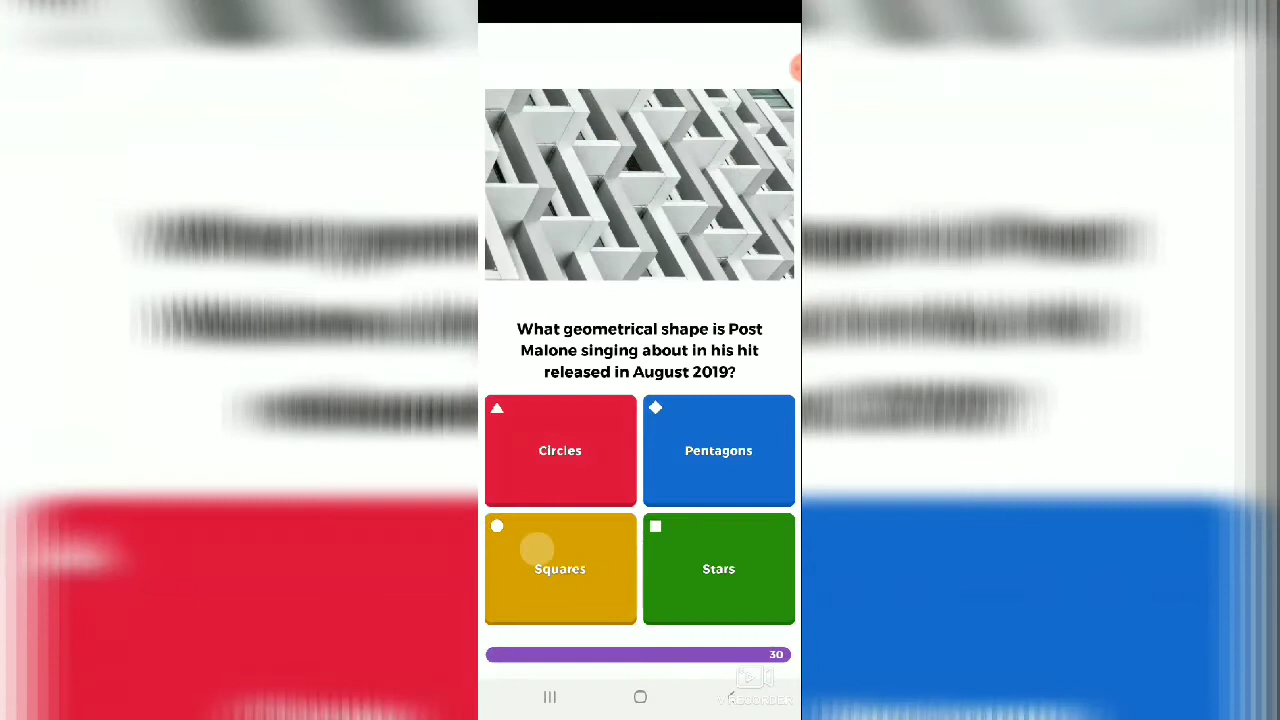 What geometrical shape is Post
Malone singing about in his hit
released in August 2019?
Circles
Pentagons
Squares
Stars
30
V RECORDER